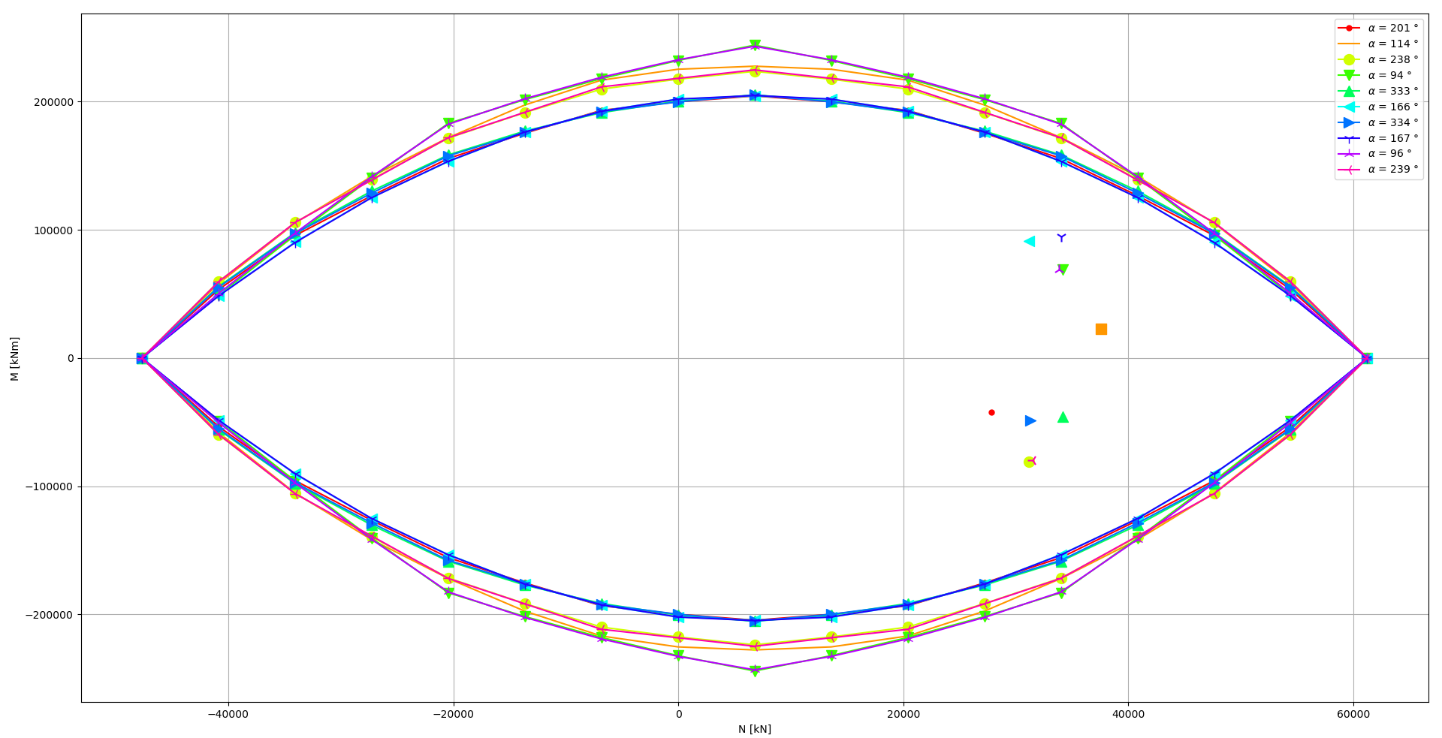 α = 201 °
α = 114 °
α = 238 °
α = 94 °
α = 333 °
α = 166 °
α = 334 °
α = 167 °
α = 96 °
α = 239 °
200000
100000
0
−100000
−200000
M [kNm]
−40000 −20000 0 20000 40000 60000
N [kN]